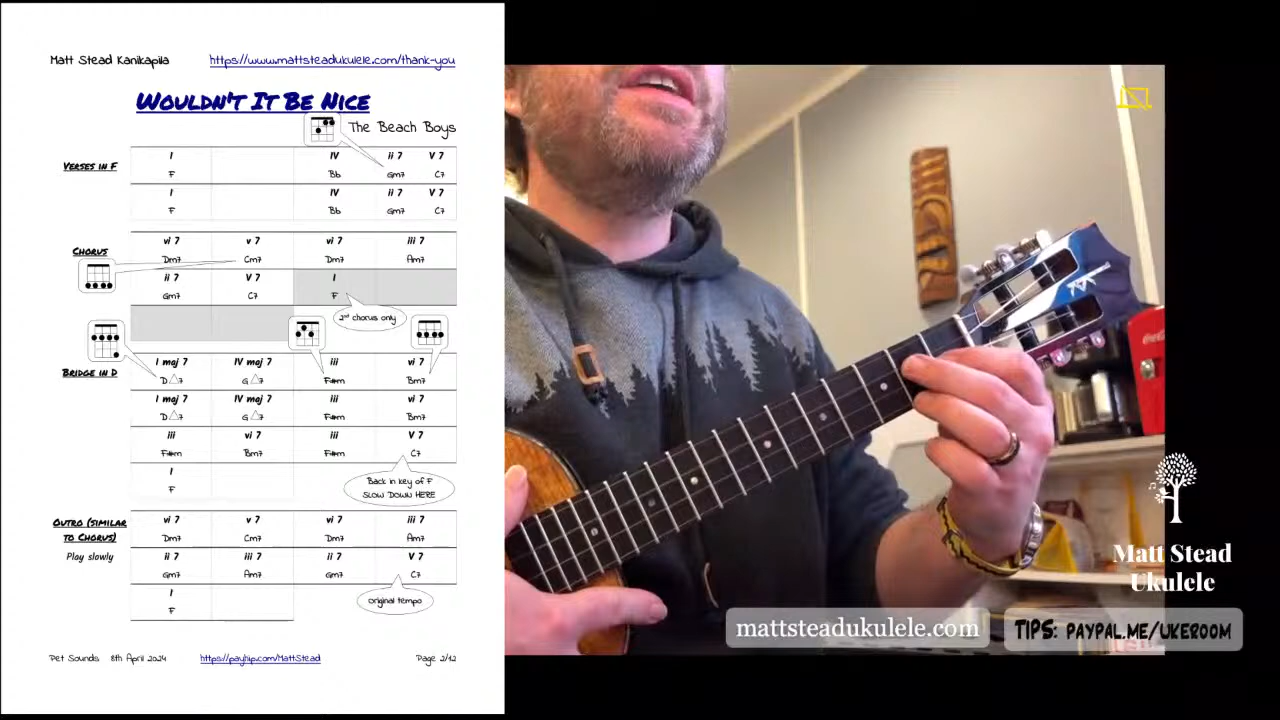 Matt Stead Kanikapila https://www.mattsteadukulele.com/thank-you
Wouldn't It Be Nice
The Beach Boys
Verses in F
I IV ii 7 V 7
F Bb Gm7 C7
I IV ii 7 V 7
F Bb Gm7 C7
Chorus
vi 7 v 7 vi 7 iii 7
Dm7 Cm7 Dm7 Am7
ii 7 V 7 I
Gm7 C7 F
2nd chorus only
Bridge in D
I maj 7 IV maj 7 iii vi 7
D△7 G△7 F#m Bm7
I maj 7 IV maj 7 iii vi 7
D△7 G△7 F#m Bm7
iii vi 7 iii V 7
F#m Bm7 F#m C7
I
F
Back in key of F
SLOW DOWN HERE
Outro (similar
to Chorus)
Play slowly
vi 7 v 7 vi 7 iii 7
Dm7 Cm7 Dm7 Am7
ii 7 iii 7 ii 7 V 7
Gm7 Am7 Gm7 C7
I
F
original tempo
Pet Sounds 8th April 2024 https://payhip.com/MattStead Page 2/12
Matt Stead
Ukulele
mattsteadukulele.com
TIPS: PAYPAL.ME/UKEROOM